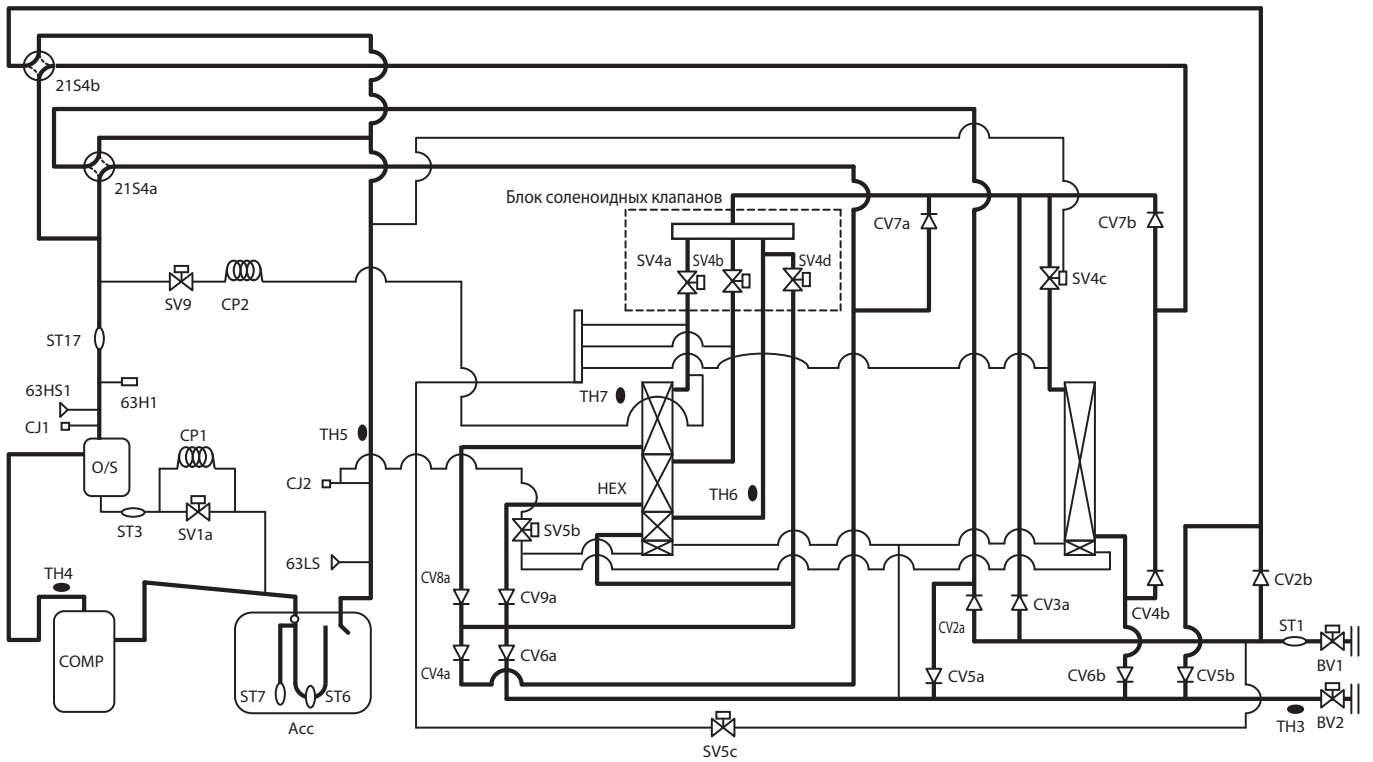 21S4b
21S4a
Блок соленоидных клапанов
CV7a
CV7b
SV4a
SV4b
SV4d
SV4c
SV9
CP2
ST17
63HS1
63H1
CJ1
TH7
CP1
TH5
O/S
HEX
TH6
CJ2
ST3
SV1a
SV5b
63LS
TH4
CV8a
CV9a
CV2a
CV3a
CV4b
CV2b
ST1
COMP
CV4a
CV6a
CV5a
CV6b
CV5b
BV1
ST7
ST6
Acc
TH3
BV2
SV5c